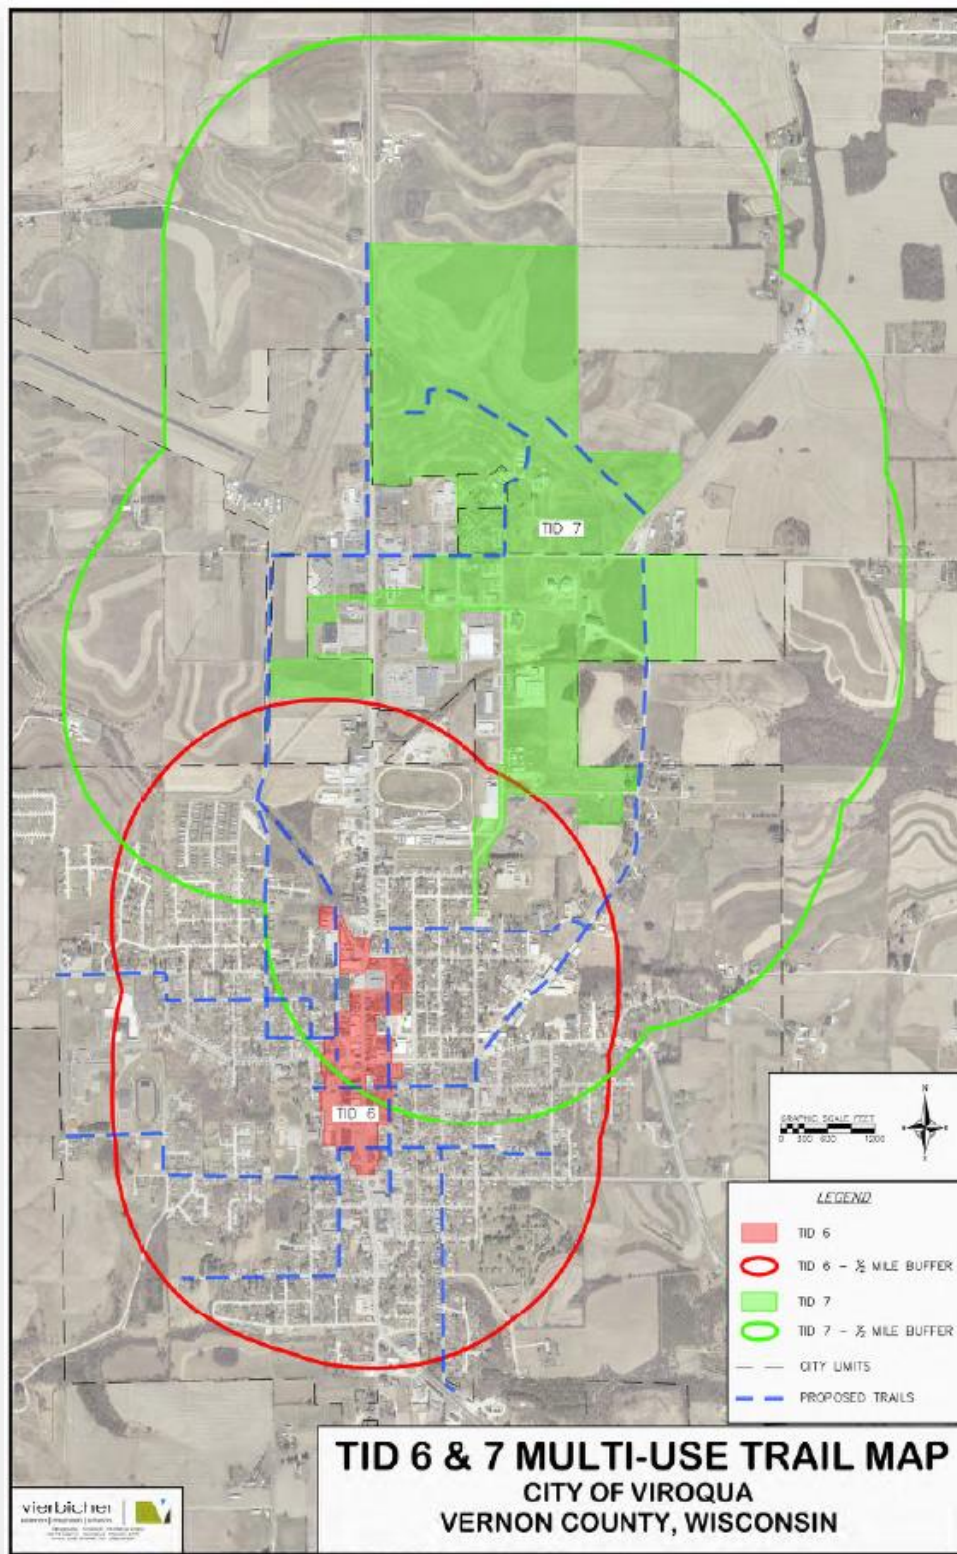 TID 7
TID 6
N
GRAPHIC SCALE FEET
0 300 600 1200
LEGEND
TID 6
TID 6 - ½ MILE BUFFER
TID 7
TID 7 - ½ MILE BUFFER
CITY LIMITS
PROPOSED TRAILS
TID 6 & 7 MULTI-USE TRAIL MAP
CITY OF VIROQUA
VERNON COUNTY, WISCONSIN
vierbicher